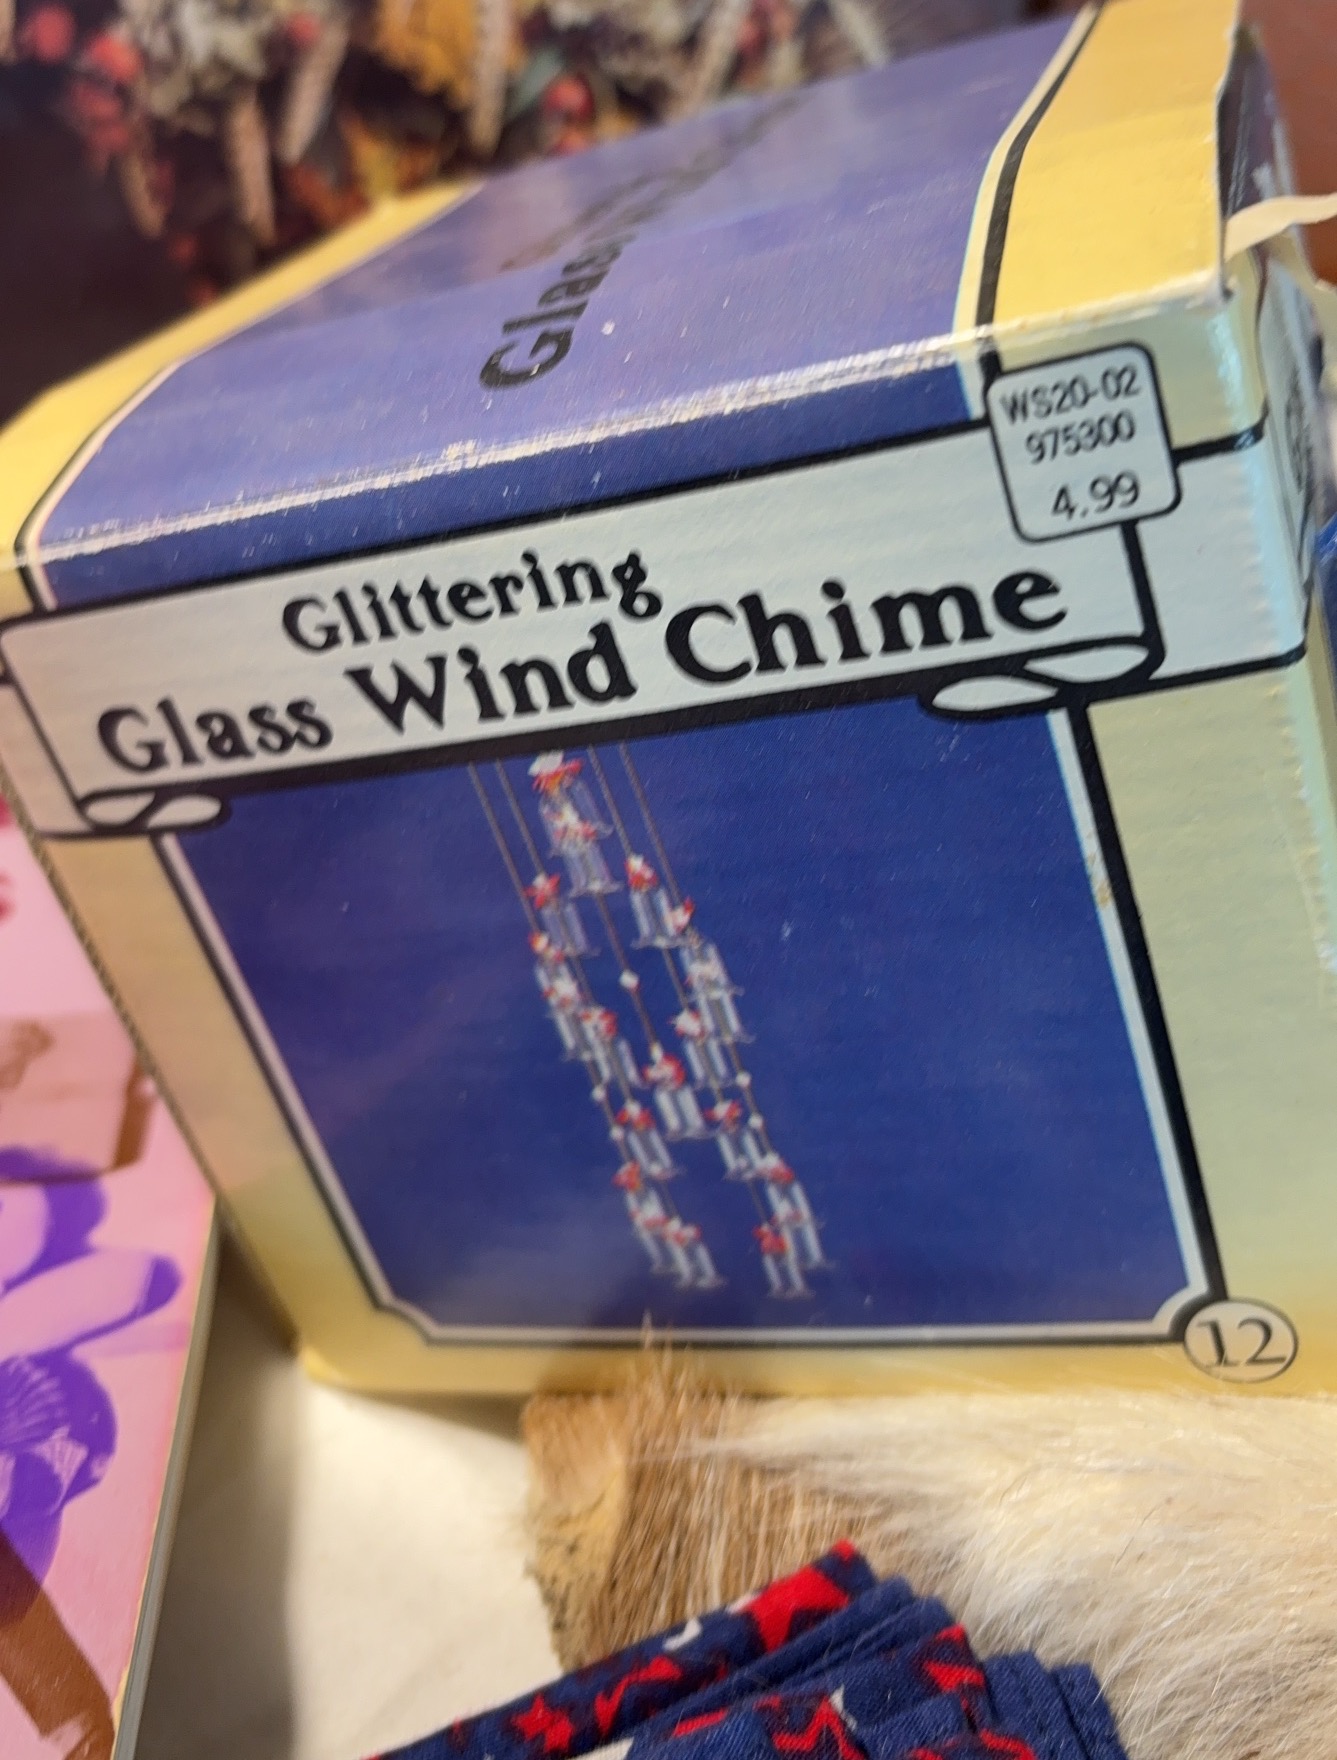 Glass
WS20-02
975300
4.99
Glittering
Glass Wind Chime
12